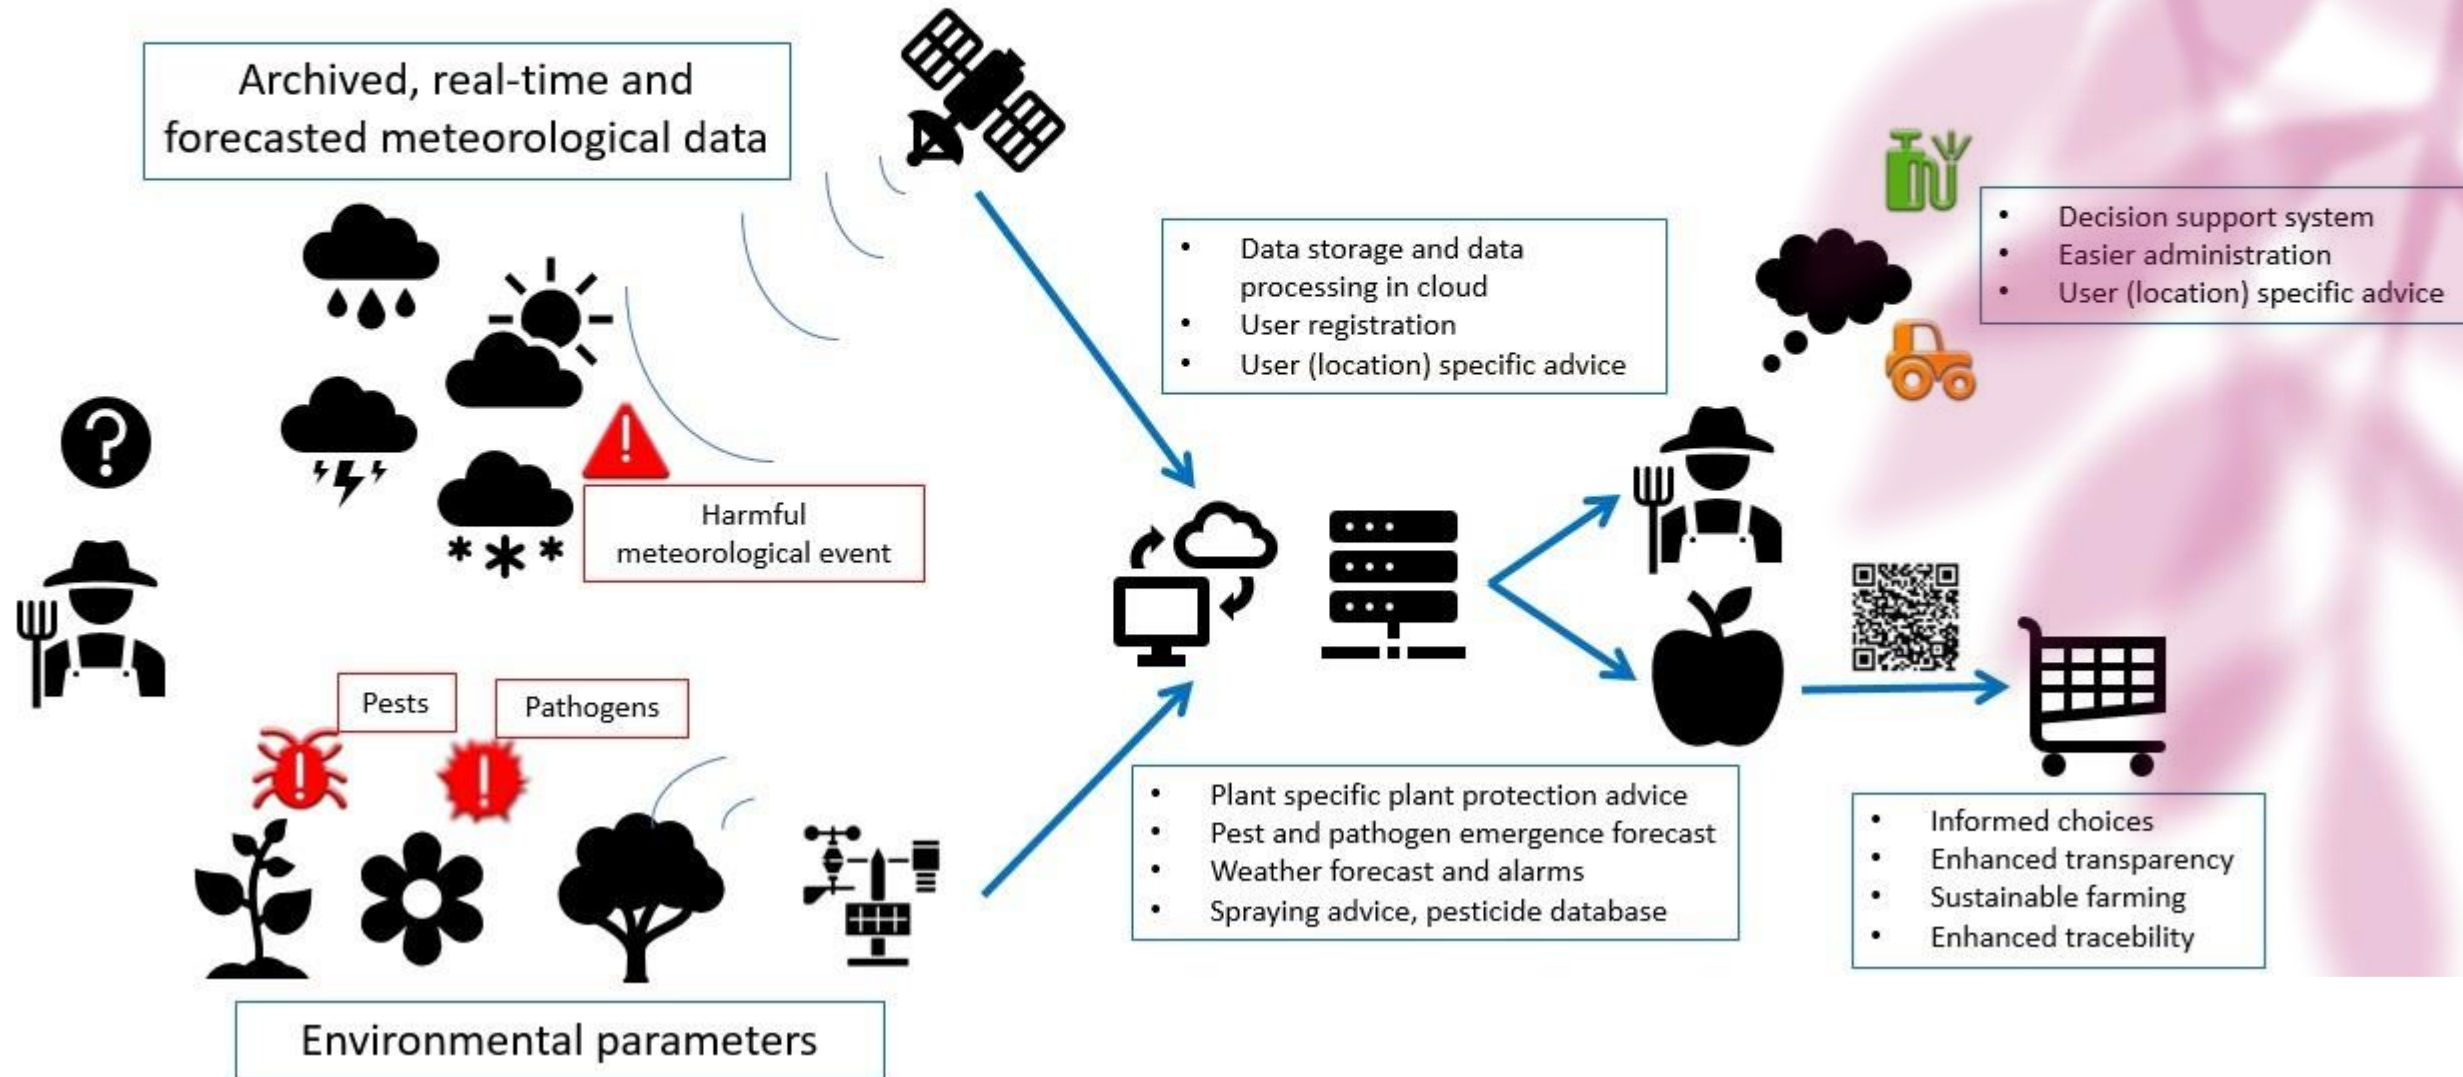 Archived, real-time and
forecasted meteorological data
Harmful
meteorological event
Pests
Pathogens
Environmental parameters
• Data storage and data
processing in cloud
• User registration
• User (location) specific advice
• Plant specific plant protection advice
• Pest and pathogen emergence forecast
• Weather forecast and alarms
• Spraying advice, pesticide database
• Decision support system
• Easier administration
• User (location) specific advice
• Informed choices
• Enhanced transparency
• Sustainable farming
• Enhanced tracebility